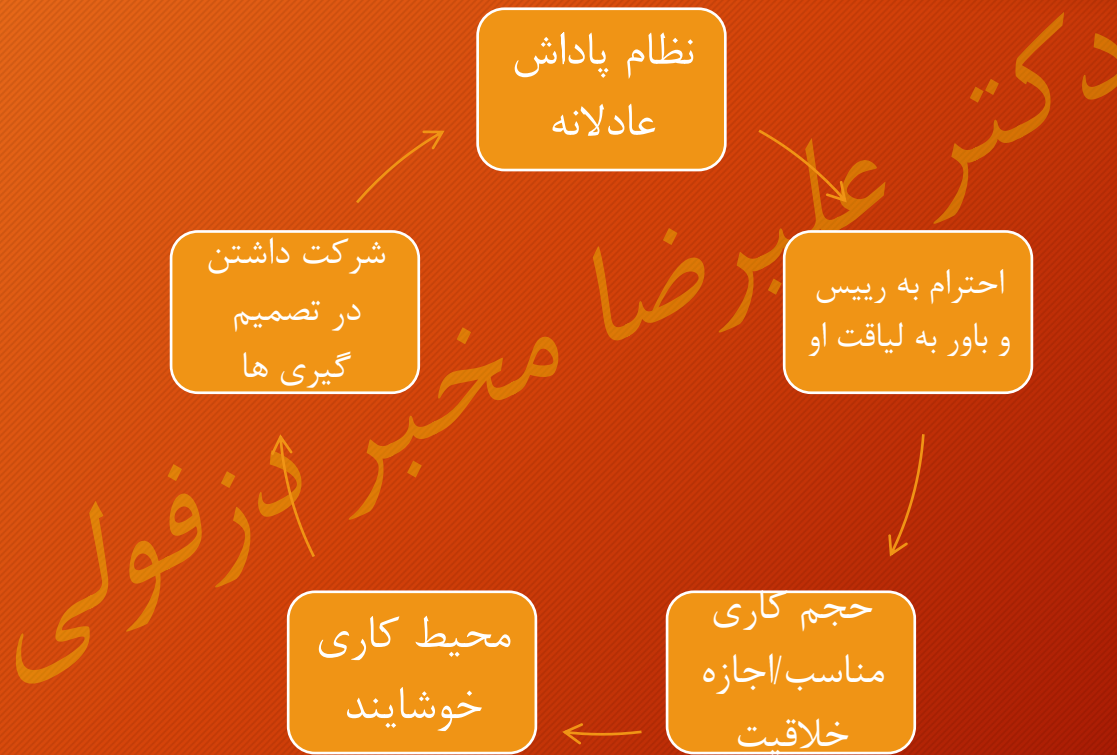 نظام پاداش
عادلانه
احترام به رییس
و باور به لیاقت او
حجم کاری
مناسب/اجازه
خلاقیت
محیط کاری
خوشایند
شرکت داشتن
در تصمیم
گیری ها
دکتر علیرضا مخبر دزفولی